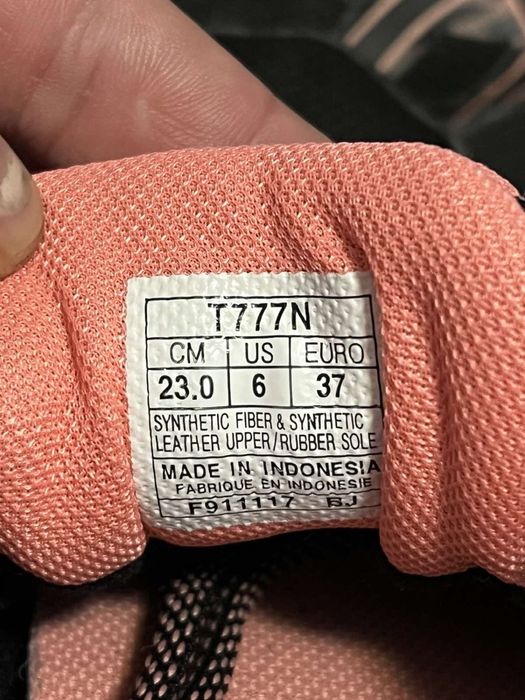 T777N
CM US EURO
23.0 6 37
SYNTHETIC FIBER & SYNTHETIC
LEATHER UPPER/RUBBER SOLE
MADE IN INDONESIA
FABRIQUE EN INDONESIE
F911117 BJ